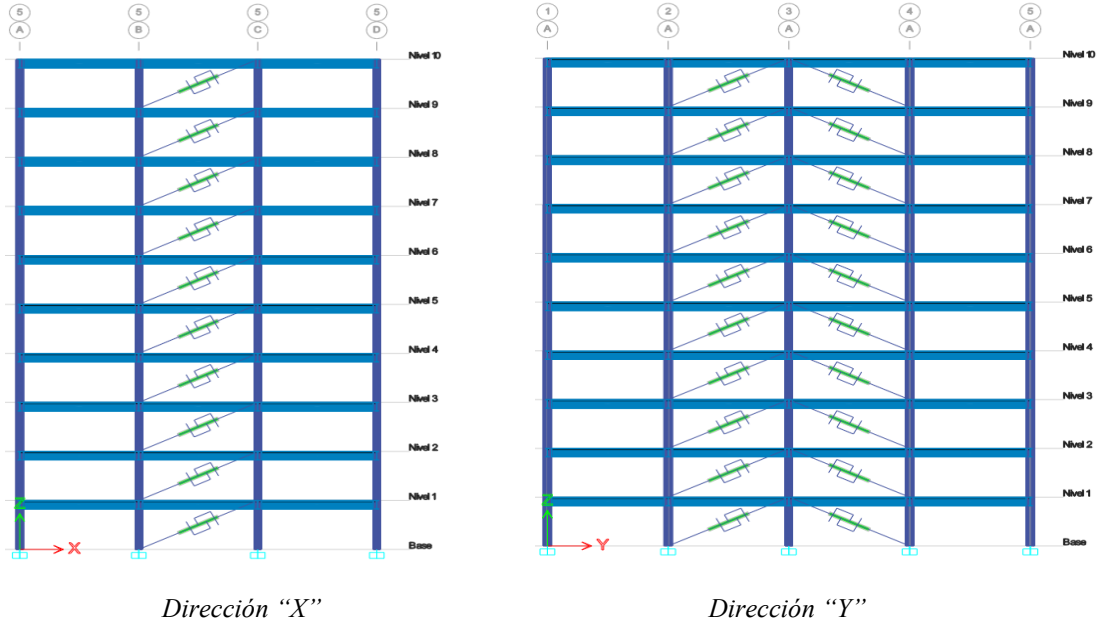 5 5 5 5
A B C D
Nivel 10
Nivel 9
Nivel 8
Nivel 7
Nivel 6
Nivel 5
Nivel 4
Nivel 3
Nivel 2
Nivel 1
Z
X
Base
Dirección “X”
1 2 3 4 5
A A A A A
Nivel 10
Nivel 9
Nivel 8
Nivel 7
Nivel 6
Nivel 5
Nivel 4
Nivel 3
Nivel 2
Nivel 1
Z
Y
Base
Dirección “Y”